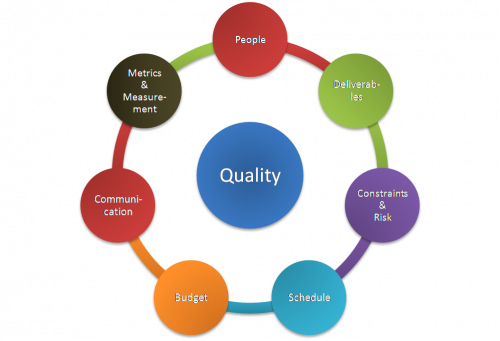 People
Deliverab-
les
Constraints
&
Risk
Schedule
Budget
Communi-
cation
Metrics
&
Measure-
ment
Quality